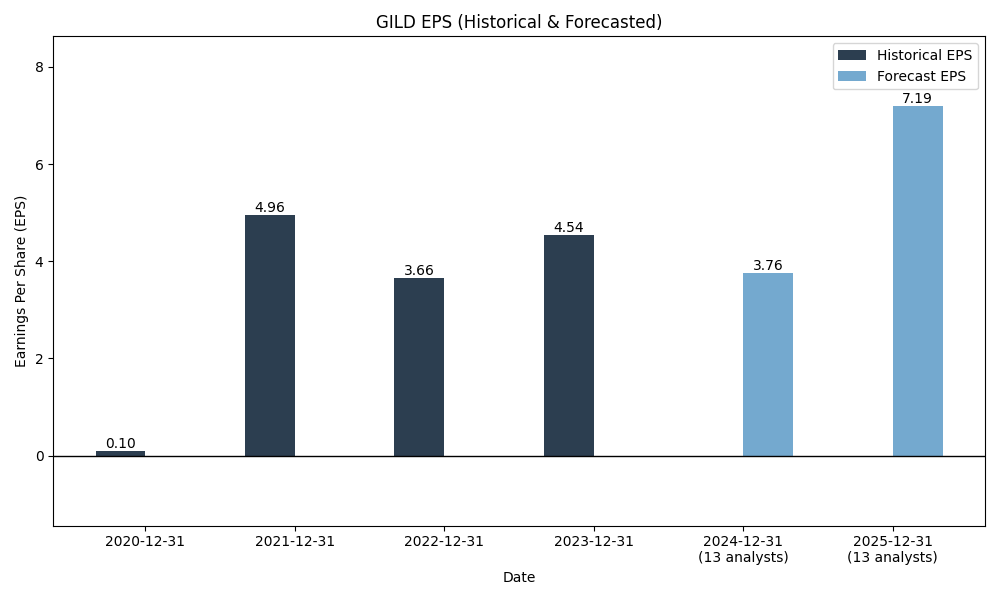 GILD EPS (Historical & Forecasted)
Historical EPS
Forecast EPS
Earnings Per Share (EPS)
8
6
4
2
0
0.10
4.96
3.66
4.54
3.76
7.19
2020-12-31
2021-12-31
2022-12-31
2023-12-31
2024-12-31
(13 analysts)
2025-12-31
(13 analysts)
Date